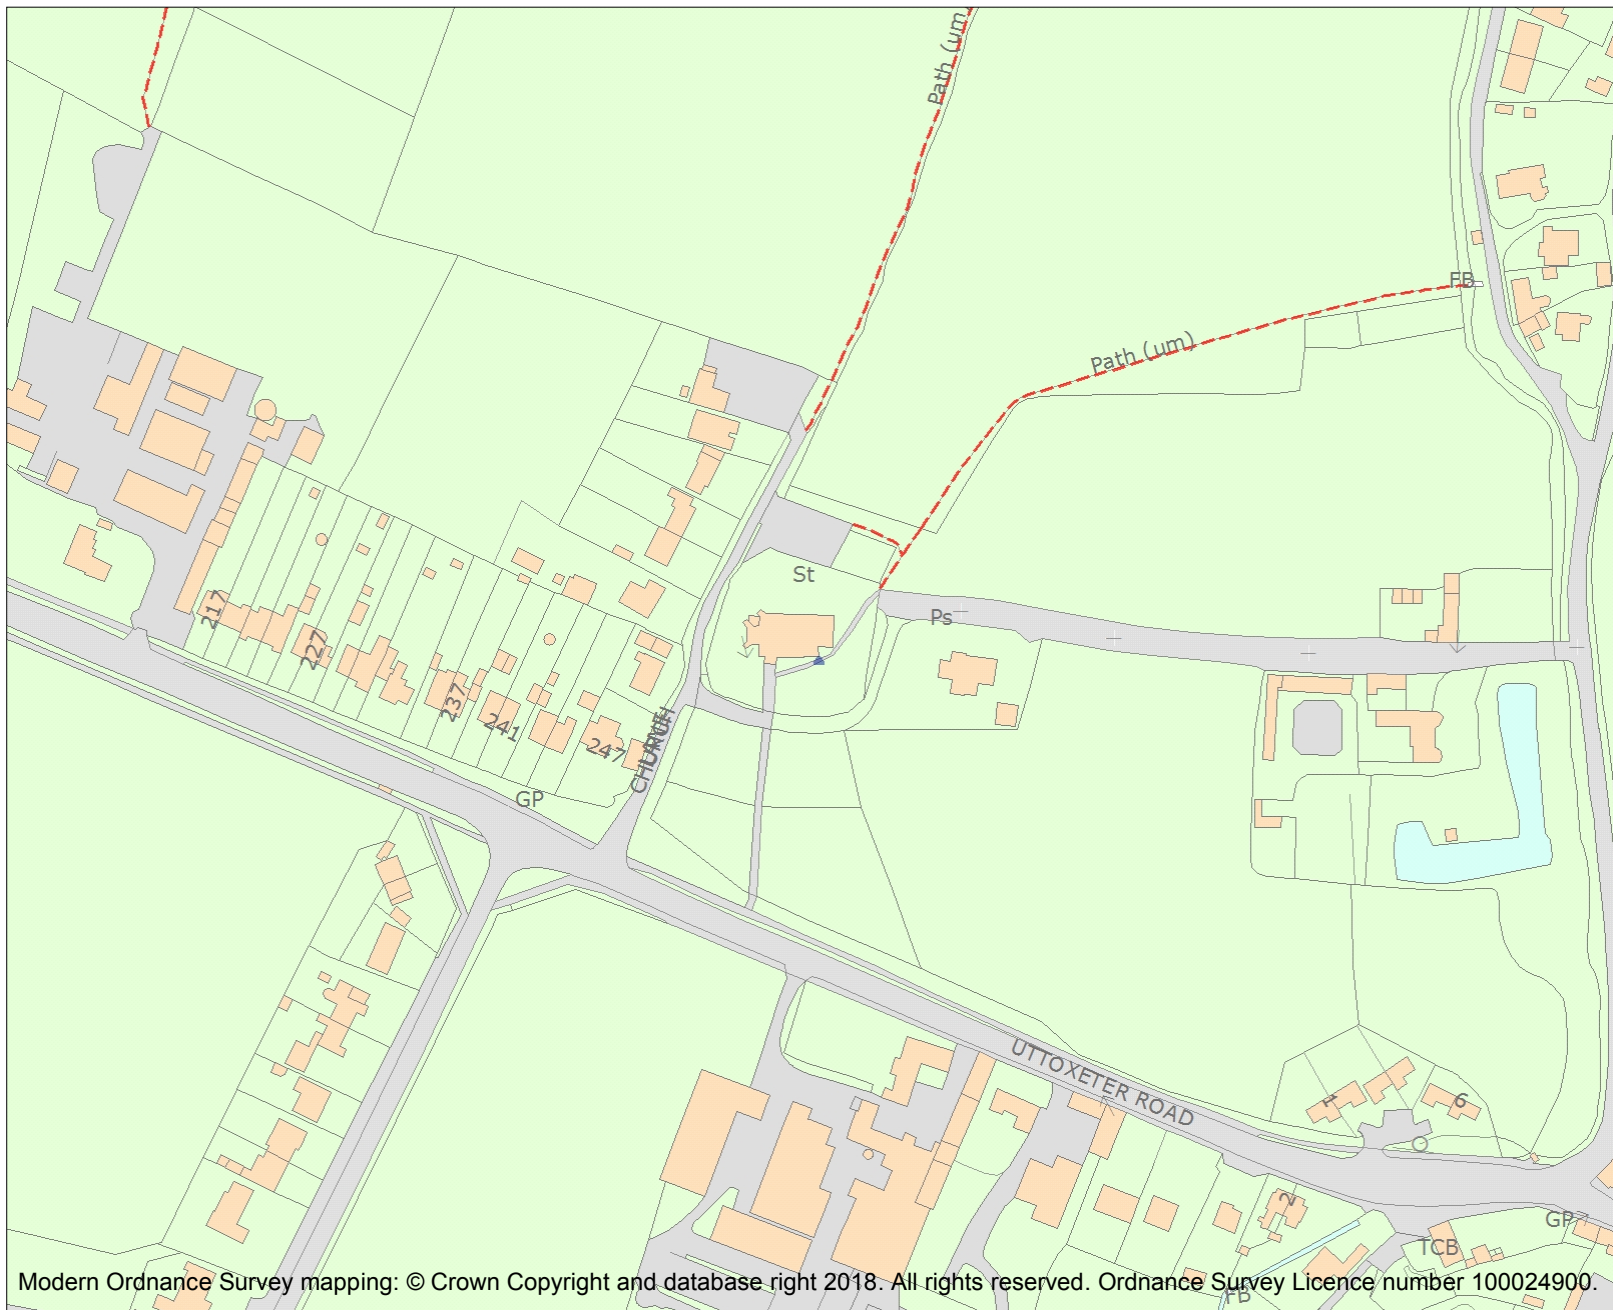 Path (um
FB
Path (um)
St
Ps
217
227
237
241
247
CHURCH
GP
UTTOXETER ROAD
1
6
2
GP
TCB
FB
Modern Ordnance Survey mapping: © Crown Copyright and database right 2018. All rights reserved. Ordnance Survey Licence number 100024900.